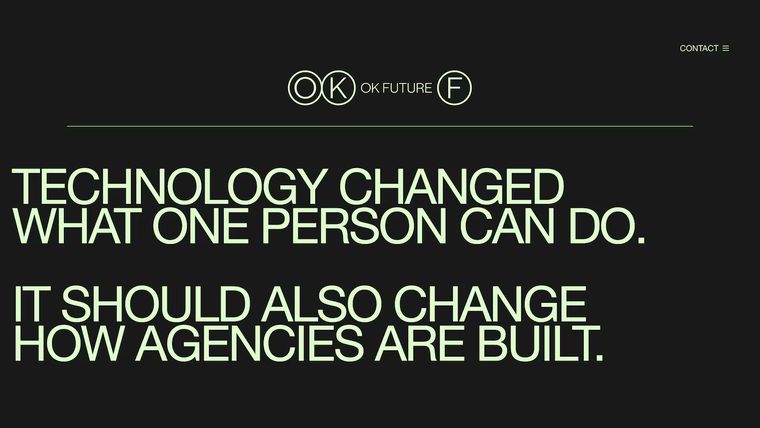 CONTACT
OK OK FUTURE F
TECHNOLOGY CHANGED
WHAT ONE PERSON CAN DO.
IT SHOULD ALSO CHANGE
HOW AGENCIES ARE BUILT.